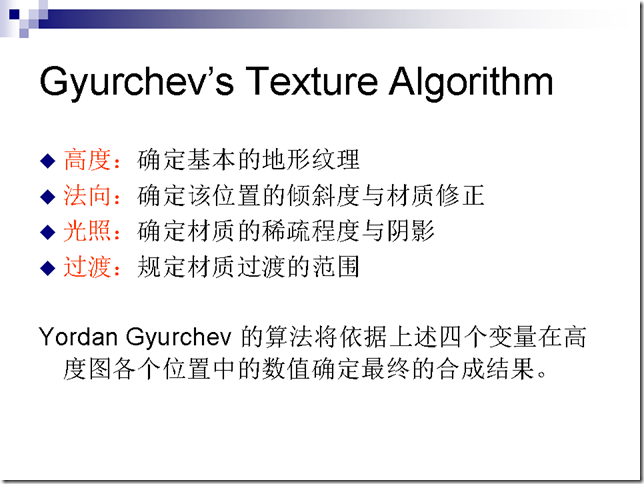 Gyurchev's Texture Algorithm
高度：确定基本的地形纹理
法向：确定该位置的倾斜度与材质修正
光照：确定材质的稀疏程度与阴影
过渡：规定材质过渡的范围
Yordan Gyurchev 的算法将依据上述四个变量在高
度图各个位置中的数值确定最终的合成结果。